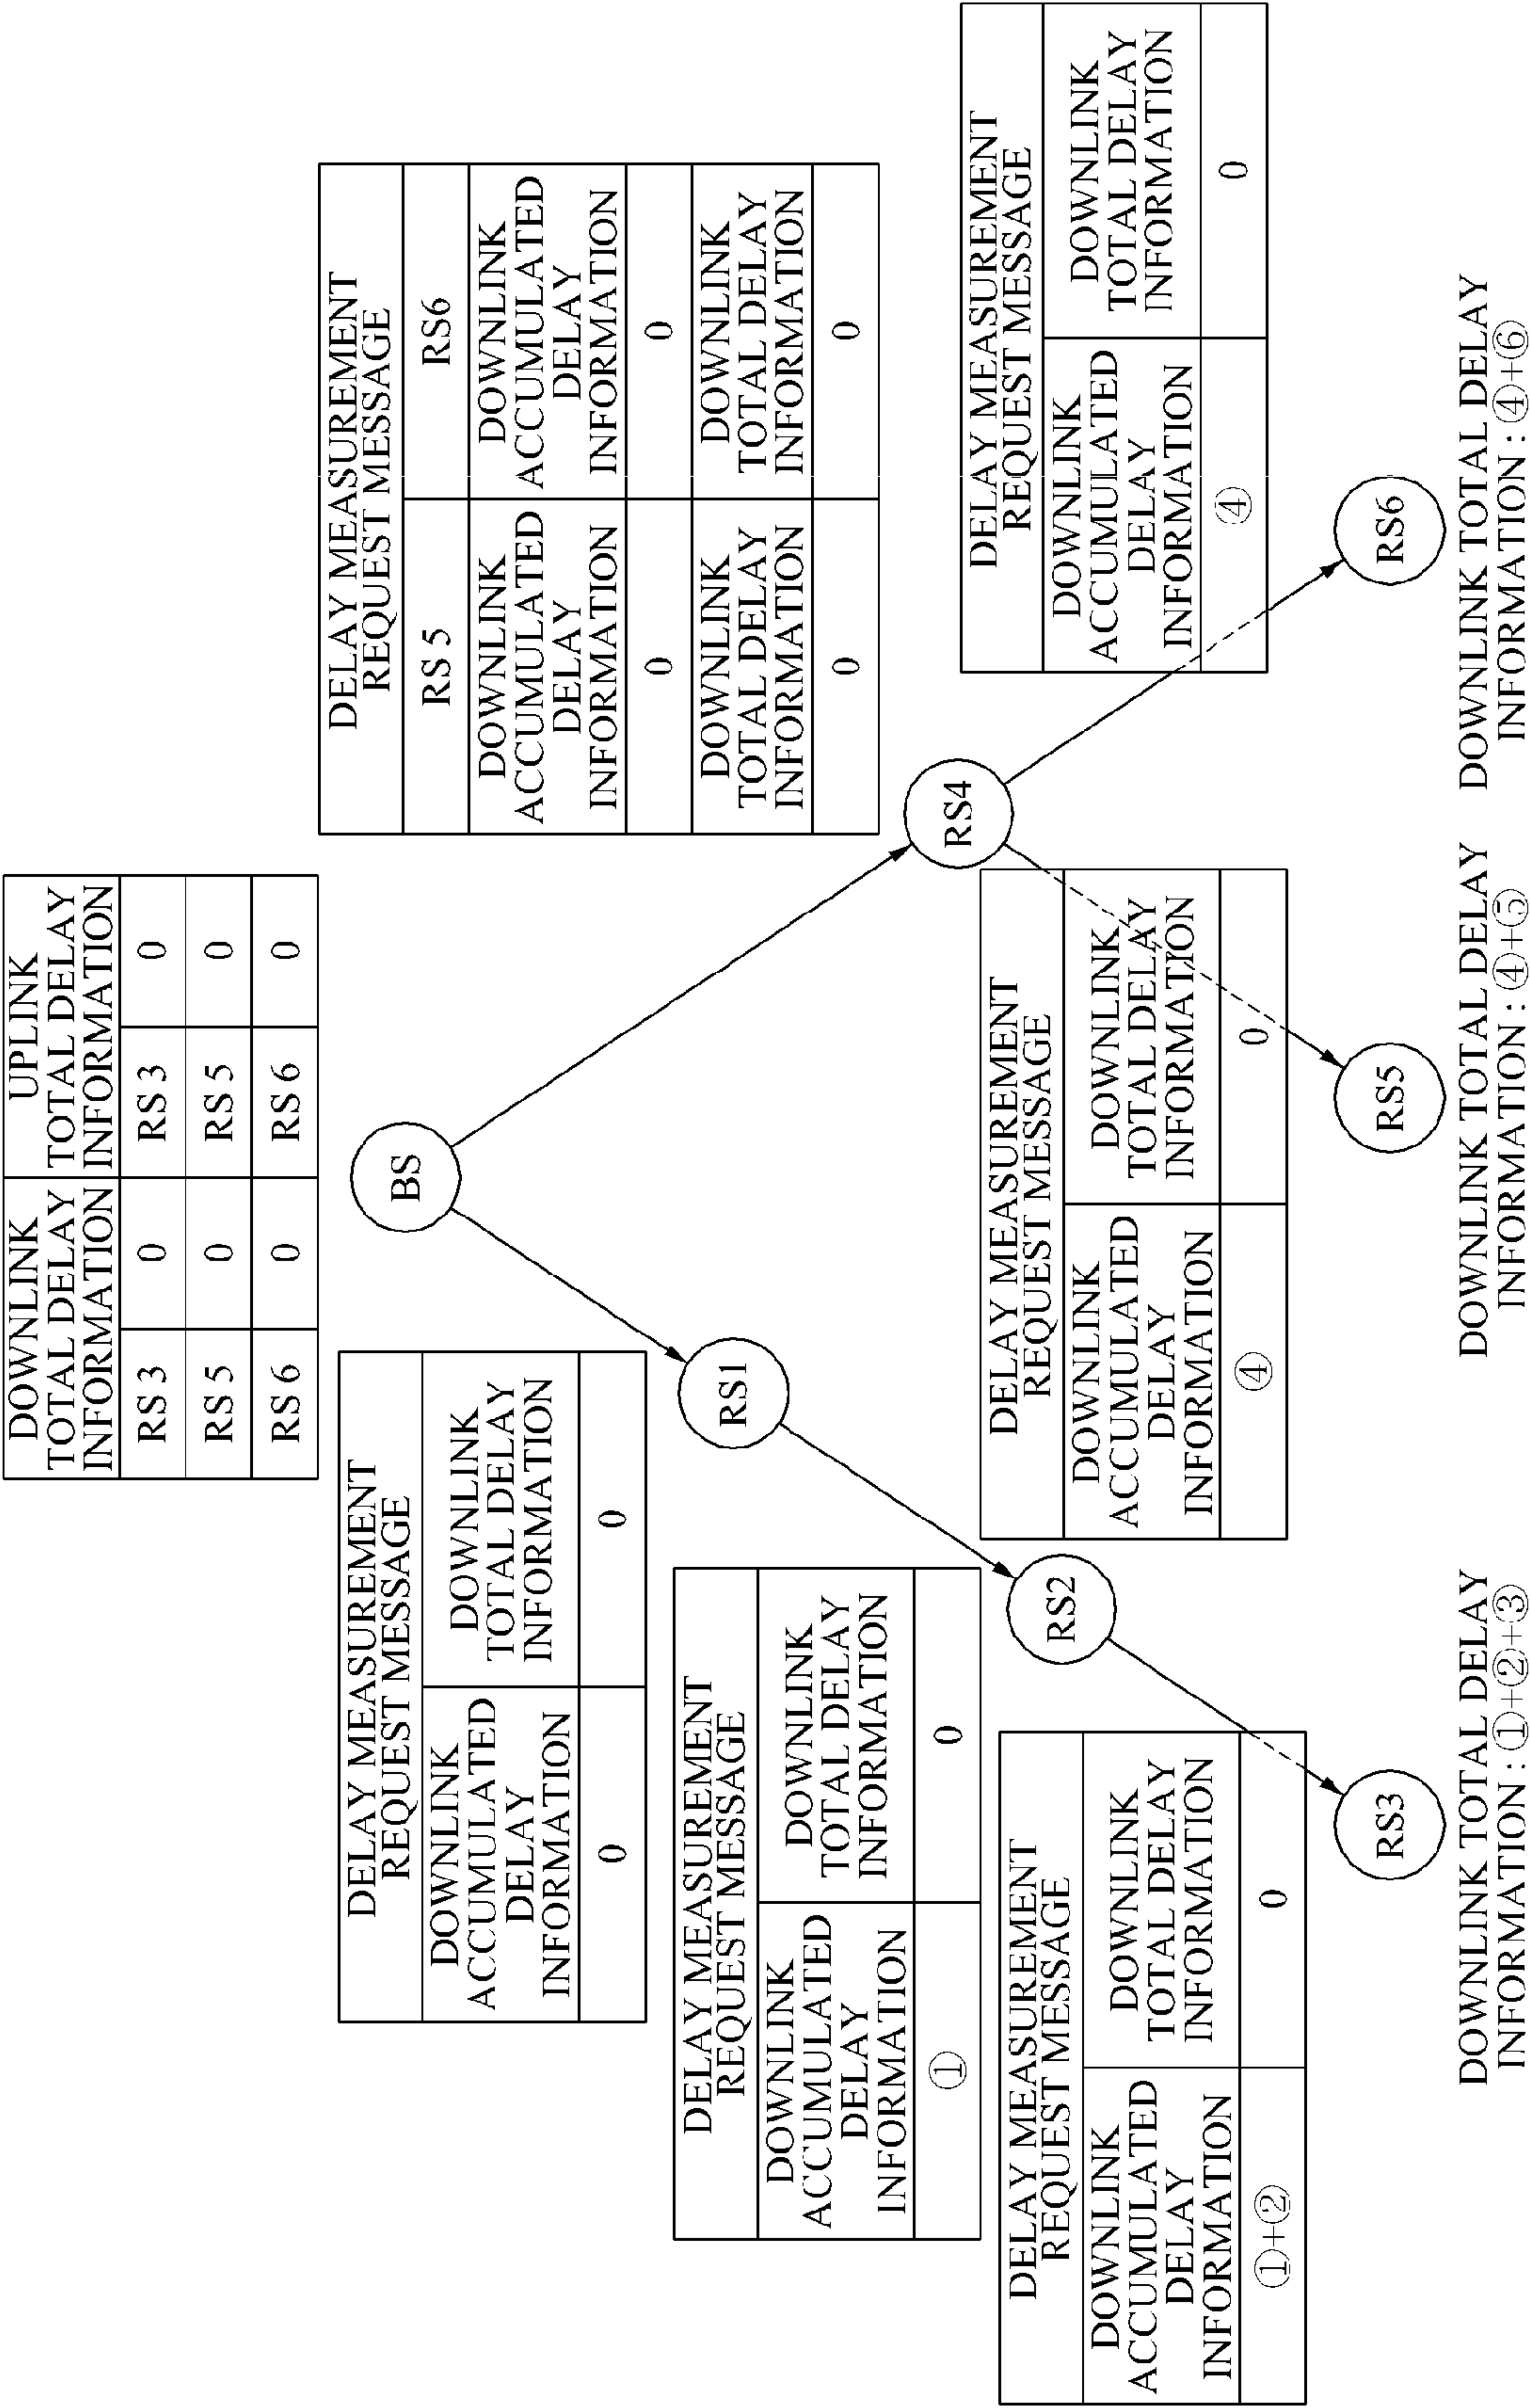 DOWNLINK
TOTAL DELAY
INFORMATION
UPLINK
TOTAL DELAY
INFORMATION
RS 3 0 RS 3 0
RS 5 0 RS 5 0
RS 6 0 RS 6 0
BS
DELAY MEASUREMENT
REQUEST MESSAGE
DOWNLINK
ACCUMULATED
DELAY
INFORMATION
DOWNLINK
TOTAL DELAY
INFORMATION
0 0
DELAY MEASUREMENT
REQUEST MESSAGE
RS 5 RS6
DOWNLINK
ACCUMULATED
DELAY
INFORMATION
DOWNLINK
ACCUMULATED
DELAY
INFORMATION
0 0
DOWNLINK
TOTAL DELAY
INFORMATION
DOWNLINK
TOTAL DELAY
INFORMATION
0 0
RS1
RS4
DELAY MEASUREMENT
REQUEST MESSAGE
DOWNLINK
ACCUMULATED
DELAY
INFORMATION
DOWNLINK
TOTAL DELAY
INFORMATION
① 0
RS2
DELAY MEASUREMENT
REQUEST MESSAGE
DOWNLINK
ACCUMULATED
DELAY
INFORMATION
DOWNLINK
TOTAL DELAY
INFORMATION
①+② 0
DELAY MEASUREMENT
REQUEST MESSAGE
DOWNLINK
ACCUMULATED
DELAY
INFORMATION
DOWNLINK
TOTAL DELAY
INFORMATION
④ 0
DELAY MEASUREMENT
REQUEST MESSAGE
DOWNLINK
ACCUMULATED
DELAY
INFORMATION
DOWNLINK
TOTAL DELAY
INFORMATION
④ 0
RS3
RS5
RS6
DOWNLINK TOTAL DELAY
INFORMATION : ①+②+③
DOWNLINK TOTAL DELAY
INFORMATION : ④+⑤
DOWNLINK TOTAL DELAY
INFORMATION : ④+⑥